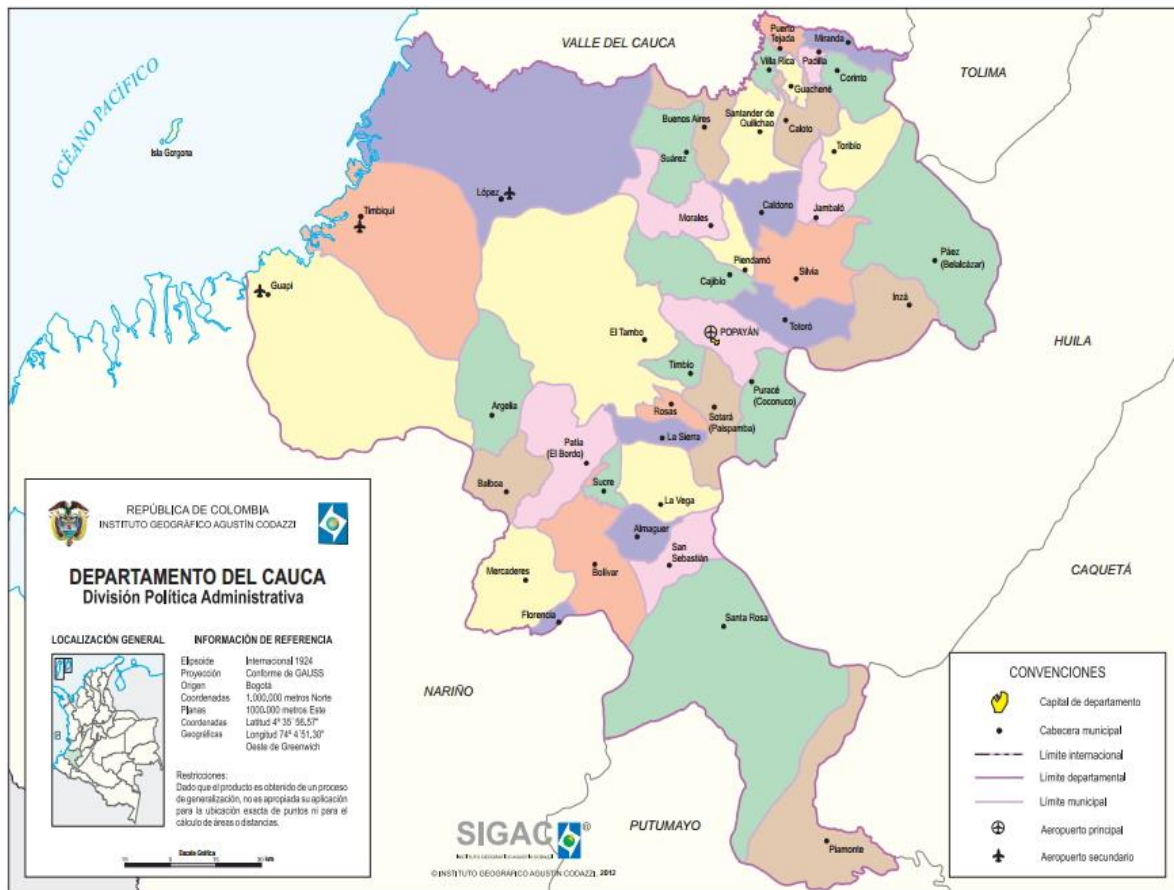 VALLE DEL CAUCA
TOLIMA
HUILA
CAQUETÁ
NARIÑO
PUTUMAYO
OCÉANO PACÍFICO
Isla Gorgona
Puerto
Tejada
Miranda
Villa Rica
Padilla
Corinto
Guachené
Buenos Aires
Santander de
Quilichao
Caloto
Toribío
Suárez
López
Timbiquí
Morales
Caldono
Jambaló
Páez
(Belalcázar)
Piendamó
Cajibío
Silvia
Inzá
Guapi
Totoró
El Tambo
POPAYÁN
Timbío
Puracé
(Coconuco)
Argelia
Rosas
Sotará
(Paispamba)
La Sierra
Patía
(El Bordo)
Balboa
Sucre
La Vega
Almaguer
San
Sebastián
Mercaderes
Bolívar
Florencia
Santa Rosa
Piamonte
REPÚBLICA DE COLOMBIA
INSTITUTO GEOGRÁFICO AGUSTÍN CODAZZI
DEPARTAMENTO DEL CAUCA
División Política Administrativa
LOCALIZACIÓN GENERAL
INFORMACIÓN DE REFERENCIA
Elipsoide Internacional 1924
Proyección Conforme de GAUSS
Origen Bogotá
Coordenadas 1,000,000 metros Norte
Planas 1000.000 metros Este
Coordenadas Latitud 4° 35´ 56,57"
Geográficas Longitud 74° 4´51,30"
Oeste de Greenwich
Restricciones:
Dado que el producto es obtenido de un proceso
de generalización, no es apropiada su aplicación
para la ubicación exacta de puntos ni para el
cálculo de áreas o distancias.
Escala Gráfica
15 0 15 30 km
SIGAC ®
© INSTITUTO GEOGRÁFICO AGUSTÍN CODAZZI, 2012
CONVENCIONES
Capital de departamento
Cabecera municipal
Límite internacional
Límite departamental
Límite municipal
Aeropuerto principal
Aeropuerto secundario